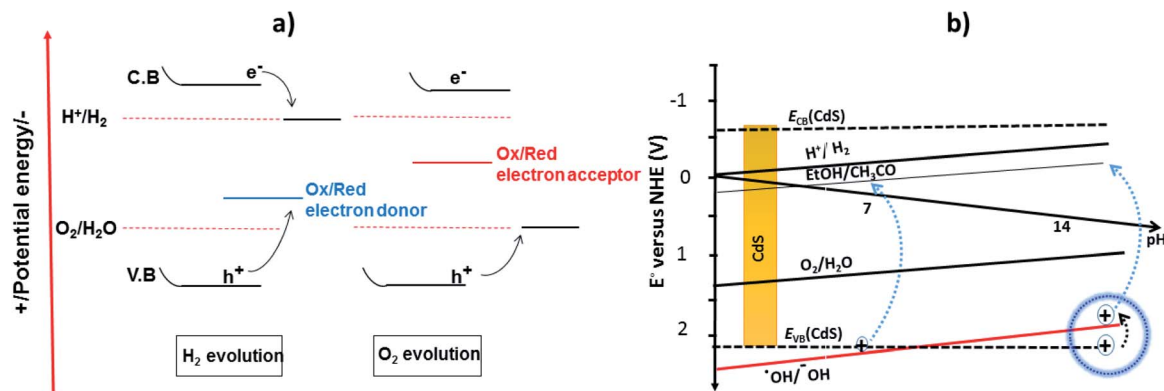 a)
+/Potential energy/-
C.B
e-
e-
H+/H2
Ox/Red
electron acceptor
Ox/Red
electron donor
O2/H2O
V.B
h+
h+
H2 evolution
O2 evolution
b)
E° versus NHE (V)
-1
0
1
2
ECB(CdS)
H+/ H2
EtOH/CH3CO
7
14
pH
CdS
O2/H2O
EVB(CdS)
+
+
+
•OH/-OH